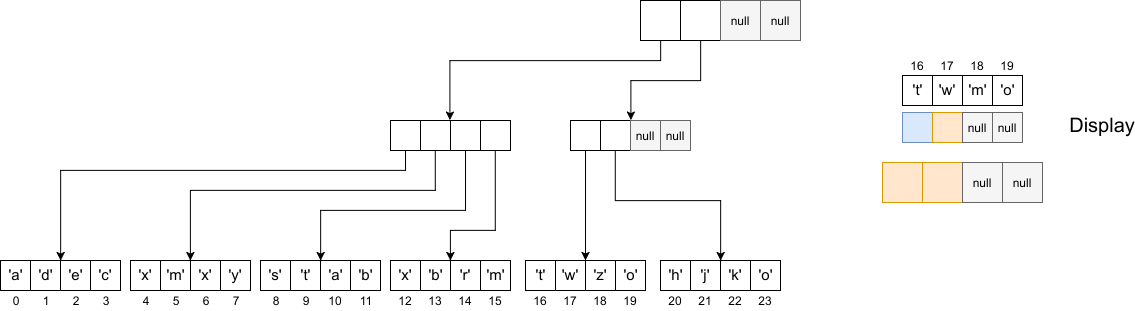 null null
16 17 18 19
't' 'w' 'm' 'o'
null null
Display
null null
null null
'a' 'd' 'e' 'c' 'x' 'm' 'x' 'y' 's' 't' 'a' 'b' 'x' 'b' 'r' 'm' 't' 'w' 'z' 'o' 'h' 'j' 'k' 'o'
0 1 2 3 4 5 6 7 8 9 10 11 12 13 14 15 16 17 18 19 20 21 22 23